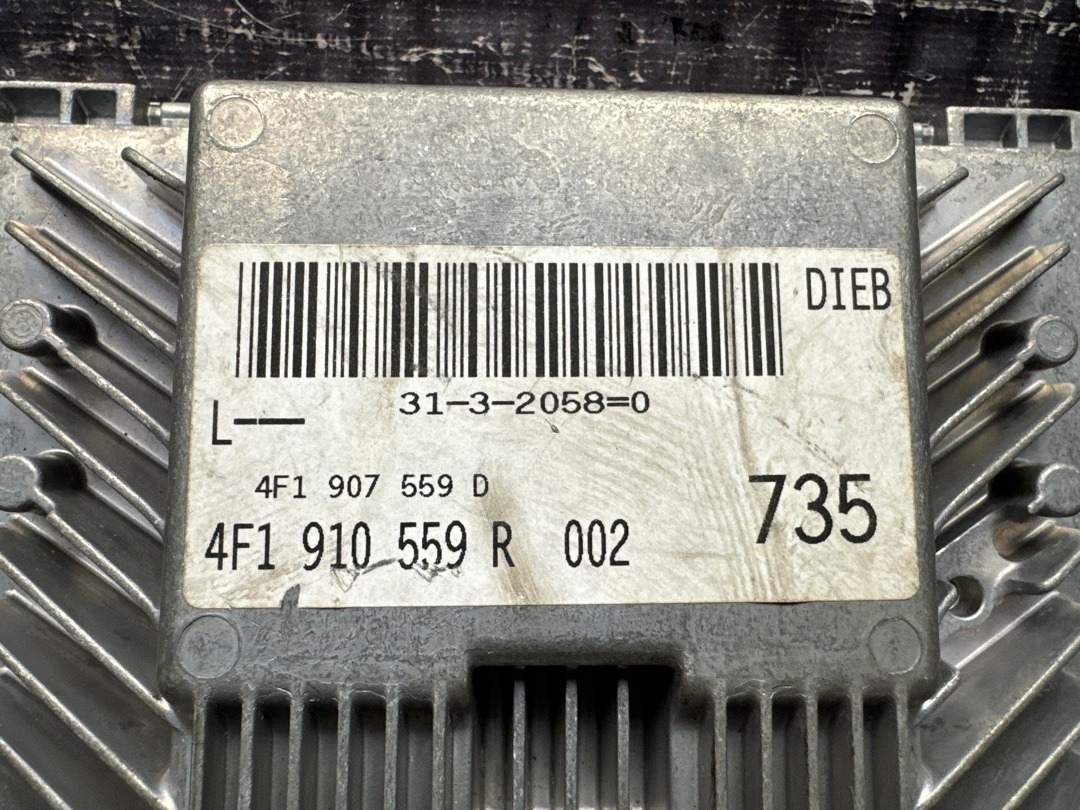 DIEB
31-3-2058=0
L---
4F1 907 559 D
735
4F1 910 559 R 002